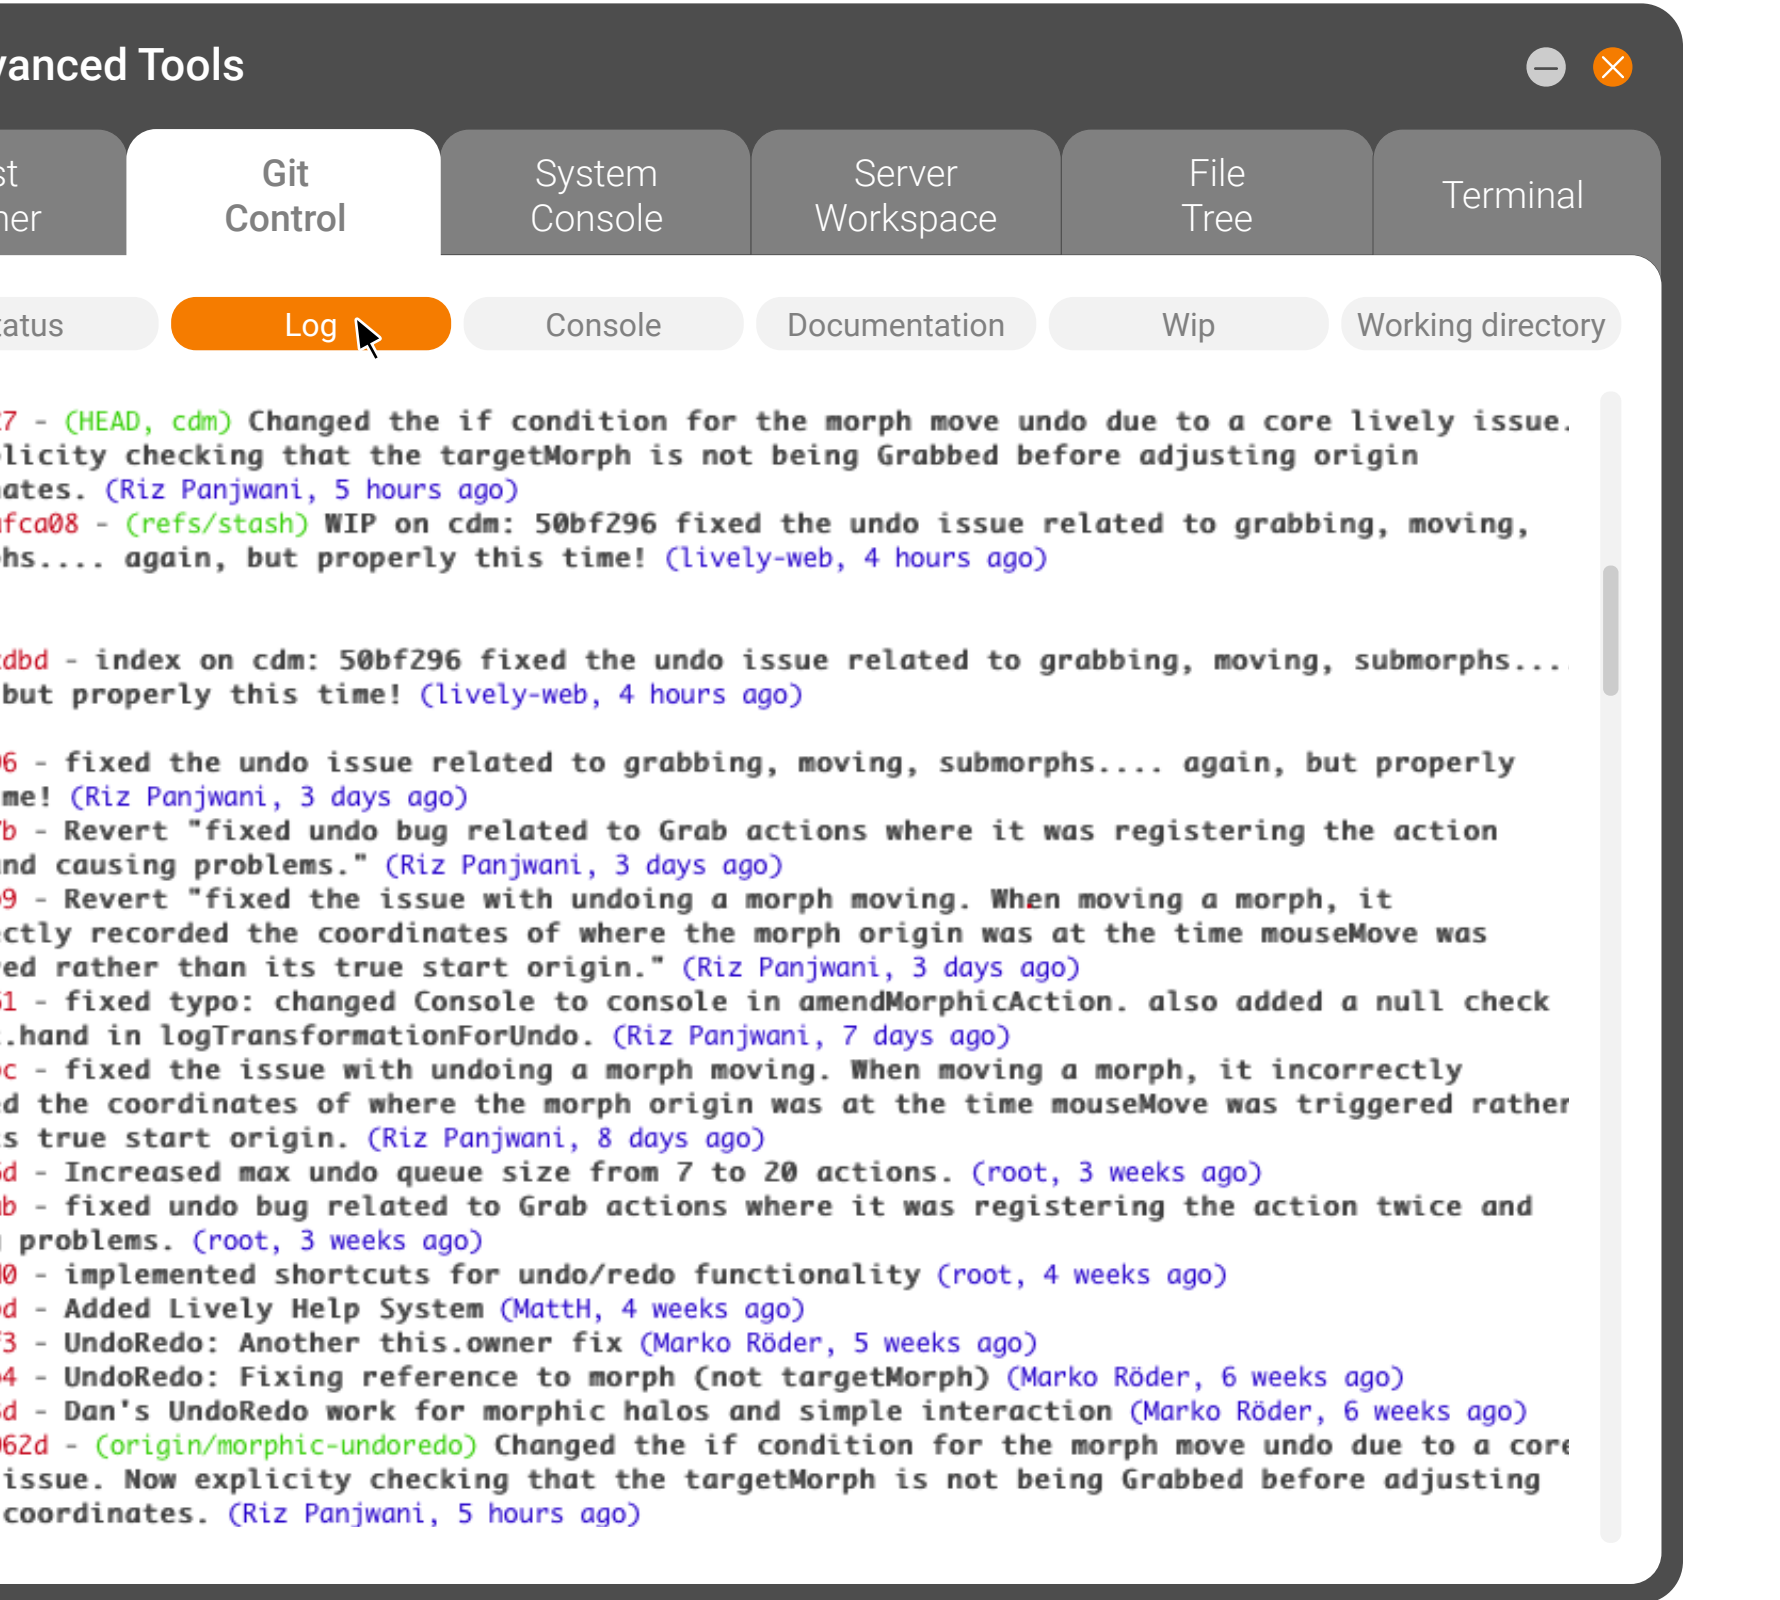 vanced Tools
st
ner
Git
Control
System
Console
Server
Workspace
File
Tree
Terminal
tatus
Log
Console
Documentation
Wip
Working directory
27 - (HEAD, cdm) Changed the if condition for the morph move undo due to a core lively issue.
licity checking that the targetMorph is not being Grabbed before adjusting origin
nates. (Riz Panjwani, 5 hours ago)
afca08 - (refs/stash) WIP on cdm: 50bf296 fixed the undo issue related to grabbing, moving,
hs.... again, but properly this time! (lively-web, 4 hours ago)
dbd - index on cdm: 50bf296 fixed the undo issue related to grabbing, moving, submorphs....
but properly this time! (lively-web, 4 hours ago)
96 - fixed the undo issue related to grabbing, moving, submorphs.... again, but properly
me! (Riz Panjwani, 3 days ago)
7b - Revert "fixed undo bug related to Grab actions where it was registering the action
and causing problems." (Riz Panjwani, 3 days ago)
9 - Revert "fixed the issue with undoing a morph moving. When moving a morph, it
ectly recorded the coordinates of where the morph origin was at the time mouseMove was
red rather than its true start origin." (Riz Panjwani, 3 days ago)
61 - fixed typo: changed Console to console in amendMorphicAction. also added a null check
t.hand in logTransformationForUndo. (Riz Panjwani, 7 days ago)
c - fixed the issue with undoing a morph moving. When moving a morph, it incorrectly
ed the coordinates of where the morph origin was at the time mouseMove was triggered rather
s true start origin. (Riz Panjwani, 8 days ago)
6d - Increased max undo queue size from 7 to 20 actions. (root, 3 weeks ago)
b - fixed undo bug related to Grab actions where it was registering the action twice and
g problems. (root, 3 weeks ago)
d0 - implemented shortcuts for undo/redo functionality (root, 4 weeks ago)
d - Added Lively Help System (MattH, 4 weeks ago)
f3 - UndoRedo: Another this.owner fix (Marko Röder, 5 weeks ago)
4 - UndoRedo: Fixing reference to morph (not targetMorph) (Marko Röder, 6 weeks ago)
d - Dan's UndoRedo work for morphic halos and simple interaction (Marko Röder, 6 weeks ago)
062d - (origin/morphic-undoredo) Changed the if condition for the morph move undo due to a core
issue. Now explicity checking that the targetMorph is not being Grabbed before adjusting
coordinates. (Riz Panjwani, 5 hours ago)